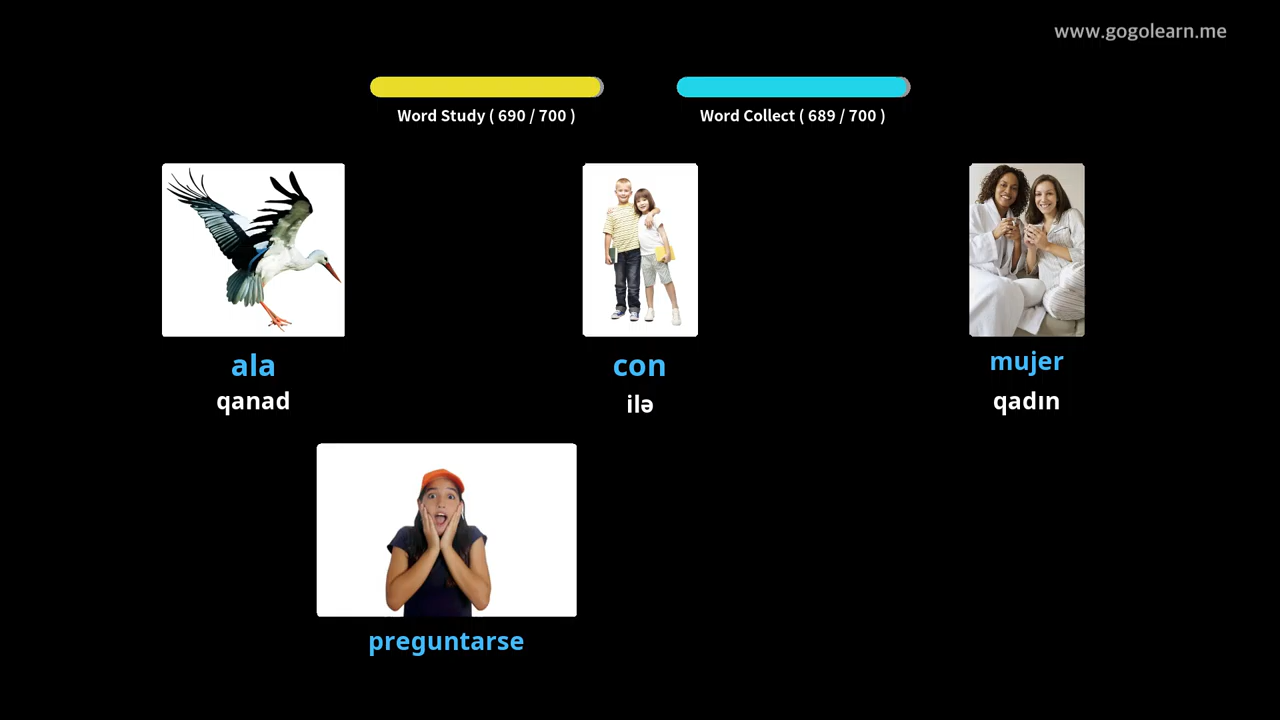 www.gogolearn.me
Word Study ( 690 / 700 )
Word Collect ( 689 / 700 )
ala
qanad
con
ilə
mujer
qadın
preguntarse